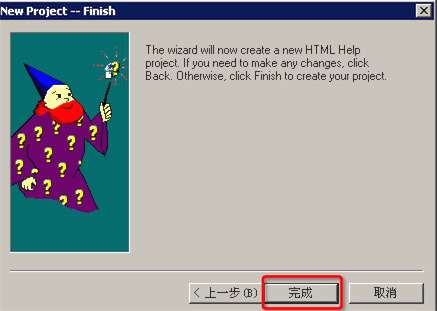 New Project -- Finish
The wizard will now create a new HTML Help
project. If you need to make any changes, click
Back. Otherwise, click Finish to create your project.
< 上一步(B) 完成 取消